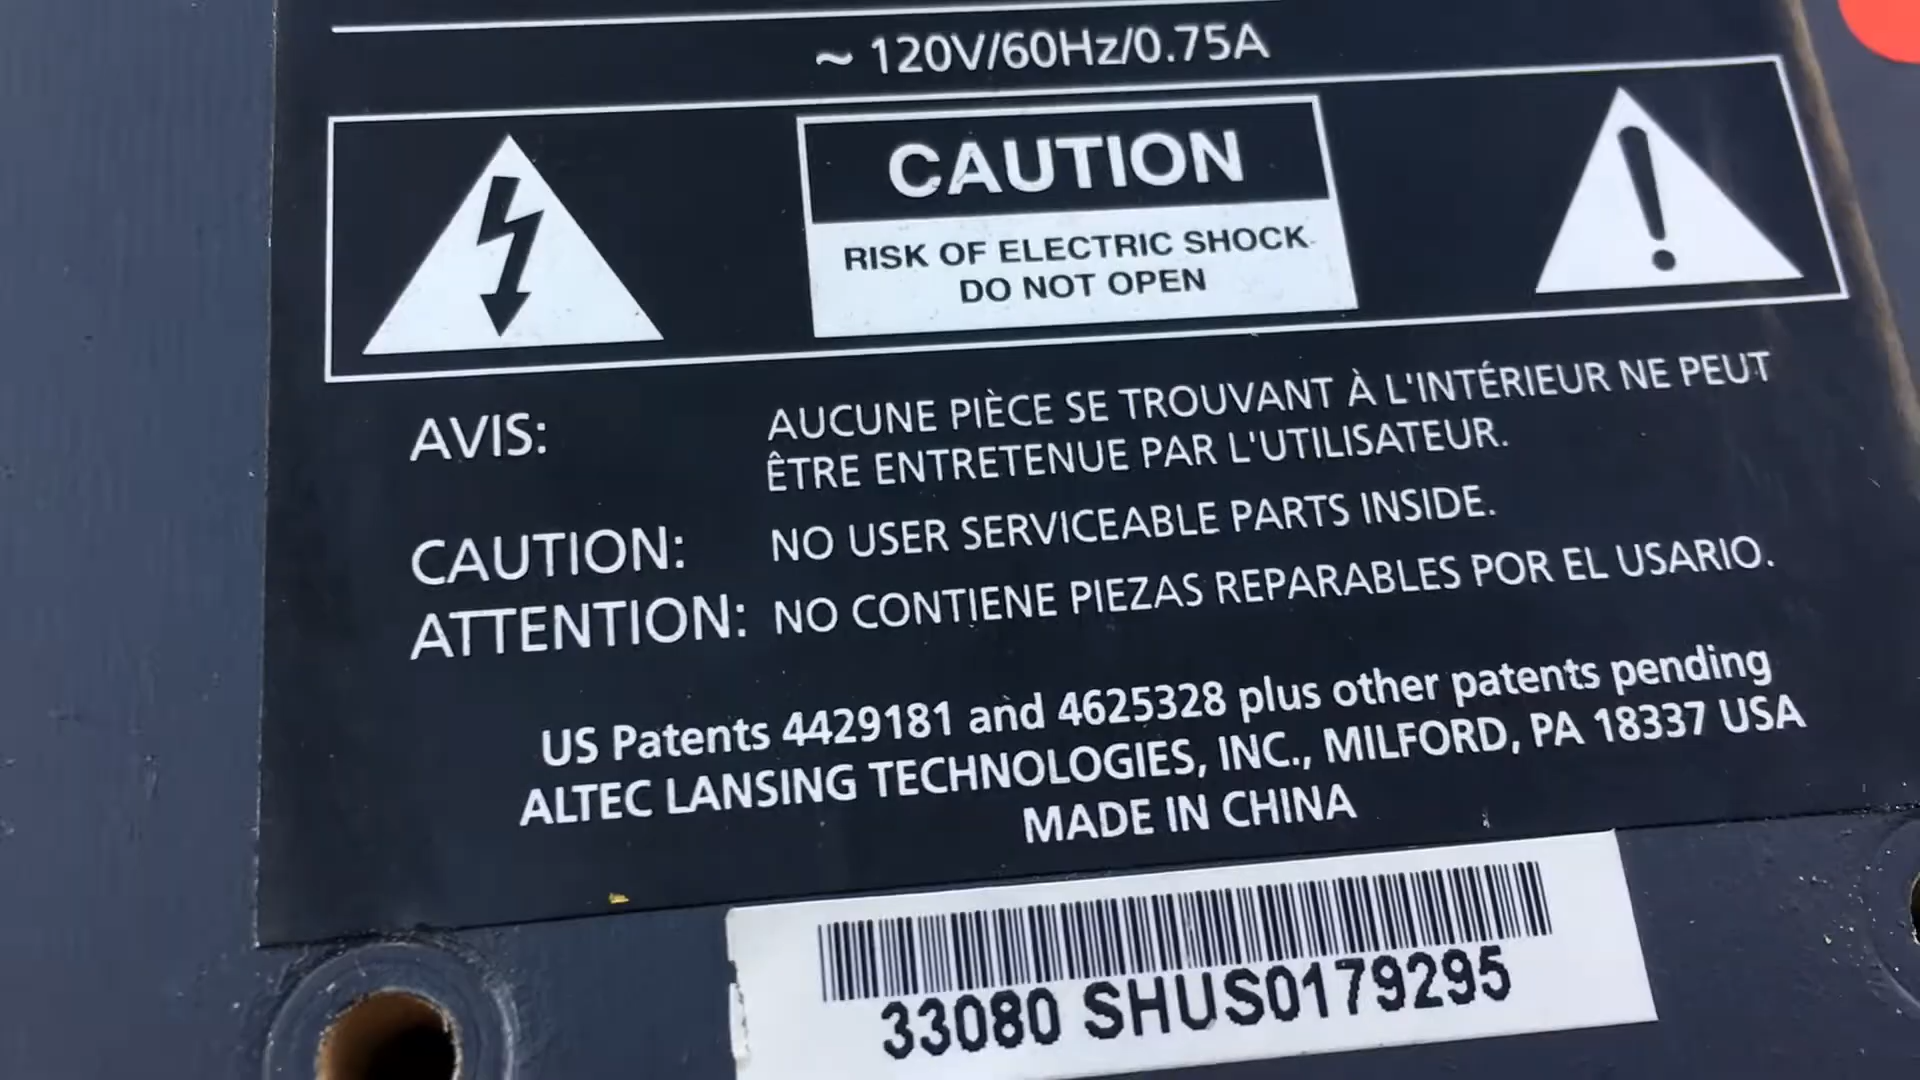 ~ 120V/60Hz/0.75A
CAUTION
RISK OF ELECTRIC SHOCK
DO NOT OPEN
AVIS: AUCUNE PIÈCE SE TROUVANT À L'INTÉRIEUR NE PEUT
ÊTRE ENTRETENUE PAR L'UTILISATEUR.
CAUTION: NO USER SERVICEABLE PARTS INSIDE.
ATTENTION: NO CONTIENE PIEZAS REPARABLES POR EL USARIO.
US Patents 4429181 and 4625328 plus other patents pending
ALTEC LANSING TECHNOLOGIES, INC., MILFORD, PA 18337 USA
MADE IN CHINA
33080 SHUS0179295